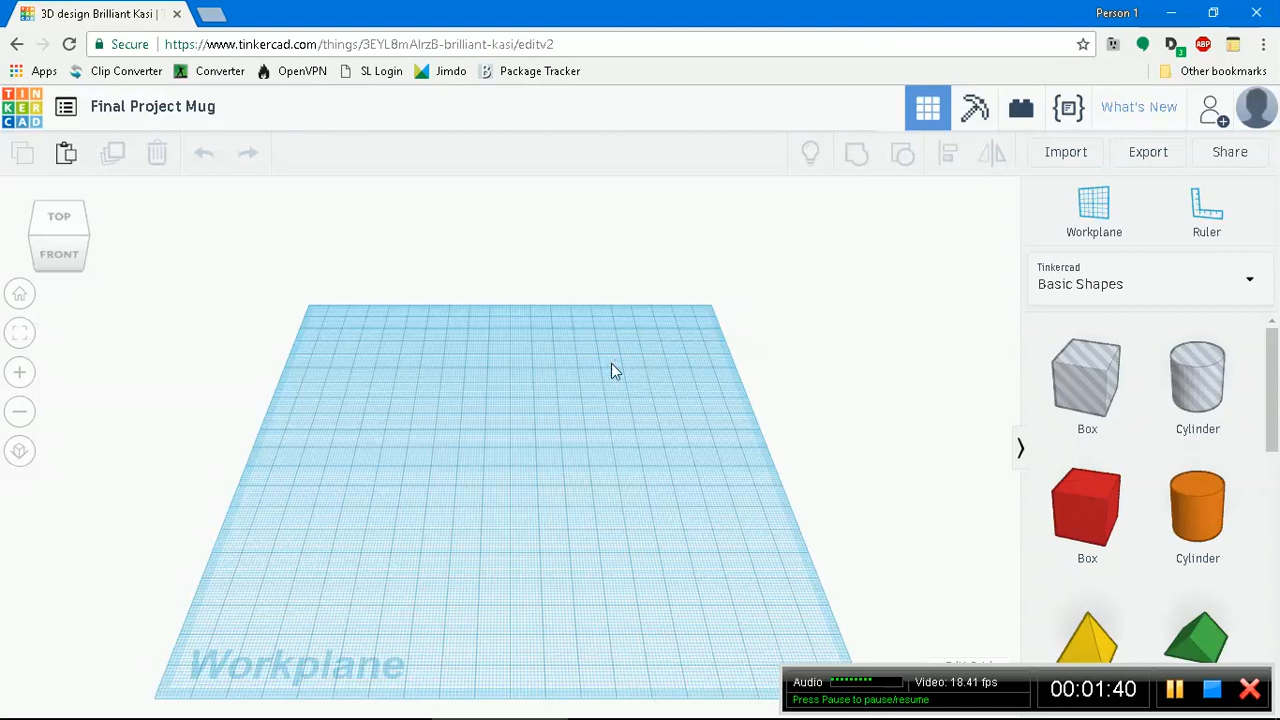 3D design Brilliant Kasi |
Person 1
Secure
https://www.tinkercad.com/things/3EYL8mAlrzB-brilliant-kasi/editv2
ABP
3
Apps
Clip Converter
Converter
OpenVPN
SL Login
Jimdo
Package Tracker
Other bookmarks
TIN
KER
CAD
Final Project Mug
What's New
Import
Export
Share
TOP
FRONT
Workplane
Ruler
Tinkercad
Basic Shapes
Box
Cylinder
Box
Cylinder
Workplane
Audio
Video: 18.41 fps
Press Pause to pause/resume
00:01:40